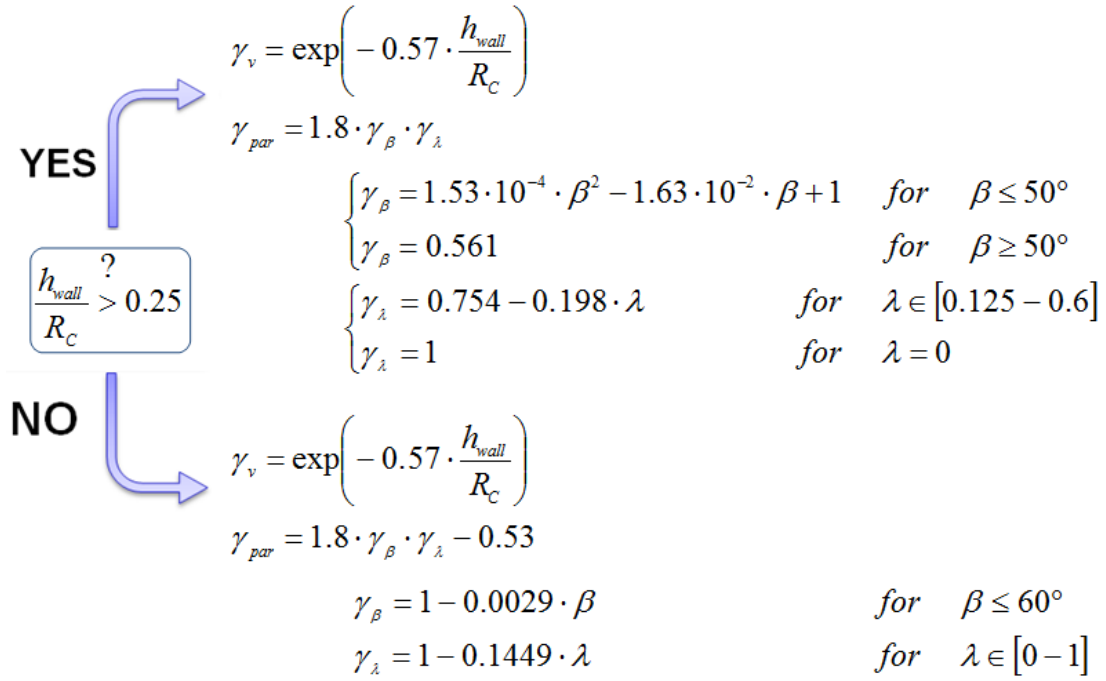 γ_v = exp(−0.57 · h_wall / R_C)
γ_par = 1.8 · γ_β · γ_λ
YES
γ_β = 1.53 · 10^−4 · β^2 − 1.63 · 10^−2 · β + 1 for β ≤ 50°
γ_β = 0.561 for β ≥ 50°
?
h_wall / R_C > 0.25
γ_λ = 0.754 − 0.198 · λ for λ ∈ [0.125 − 0.6]
γ_λ = 1 for λ = 0
NO
γ_v = exp(−0.57 · h_wall / R_C)
γ_par = 1.8 · γ_β · γ_λ − 0.53
γ_β = 1 − 0.0029 · β for β ≤ 60°
γ_λ = 1 − 0.1449 · λ for λ ∈ [0 − 1]